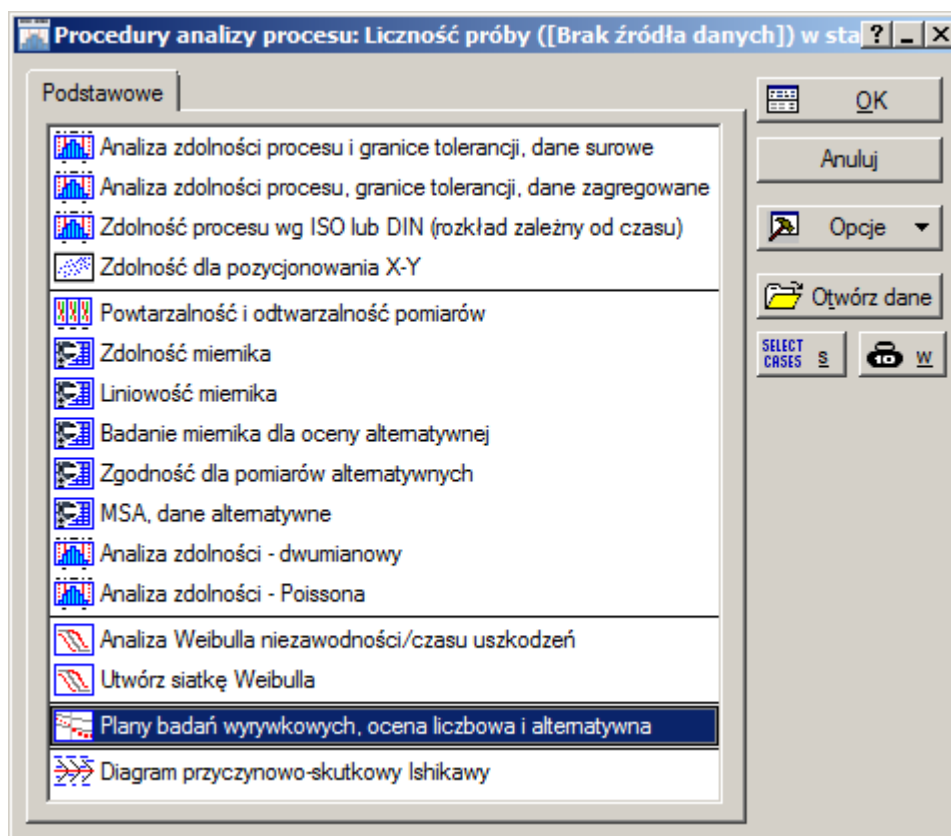 Procedury analizy procesu: Liczność próby ([Brak źródła danych]) w sta
Podstawowe
Analiza zdolności procesu i granice tolerancji, dane surowe
Analiza zdolności procesu, granice tolerancji, dane zagregowane
Zdolność procesu wg ISO lub DIN (rozkład zależny od czasu)
Zdolność dla pozycjonowania X-Y
Powtarzalność i odtwarzalność pomiarów
Zdolność miernika
Liniowość miernika
Badanie miernika dla oceny alternatywnej
Zgodność dla pomiarów alternatywnych
MSA, dane alternatywne
Analiza zdolności - dwumianowy
Analiza zdolności - Poissona
Analiza Weibulla niezawodności/czasu uszkodzeń
Utwórz siatkę Weibulla
Plany badań wyrywkowych, ocena liczbowa i alternatywna
Diagram przyczynowo-skutkowy Ishikawy
OK
Anuluj
Opcje
Otwórz dane
SELECT CASES S
10 W